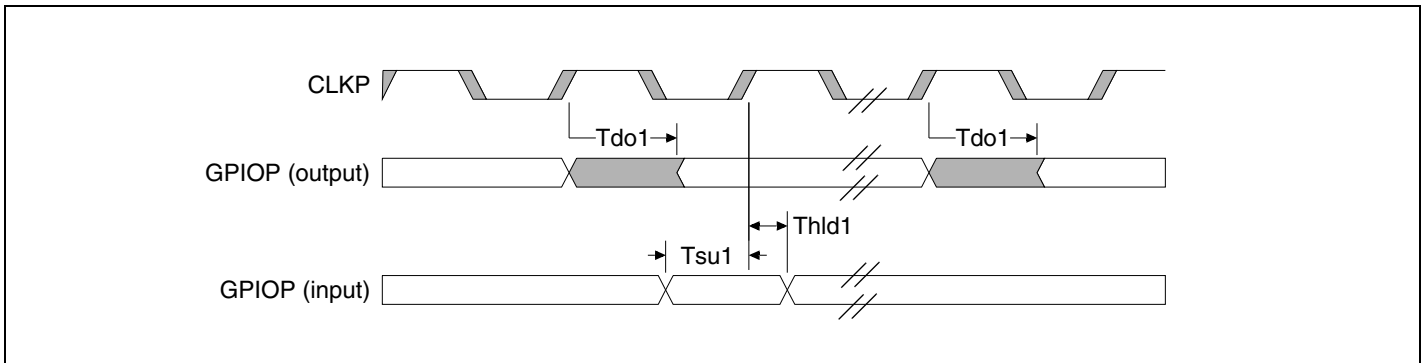 CLKP
Tdo1 Tdo1
GPIOP (output)
Thld1
Tsu1
GPIOP (input)